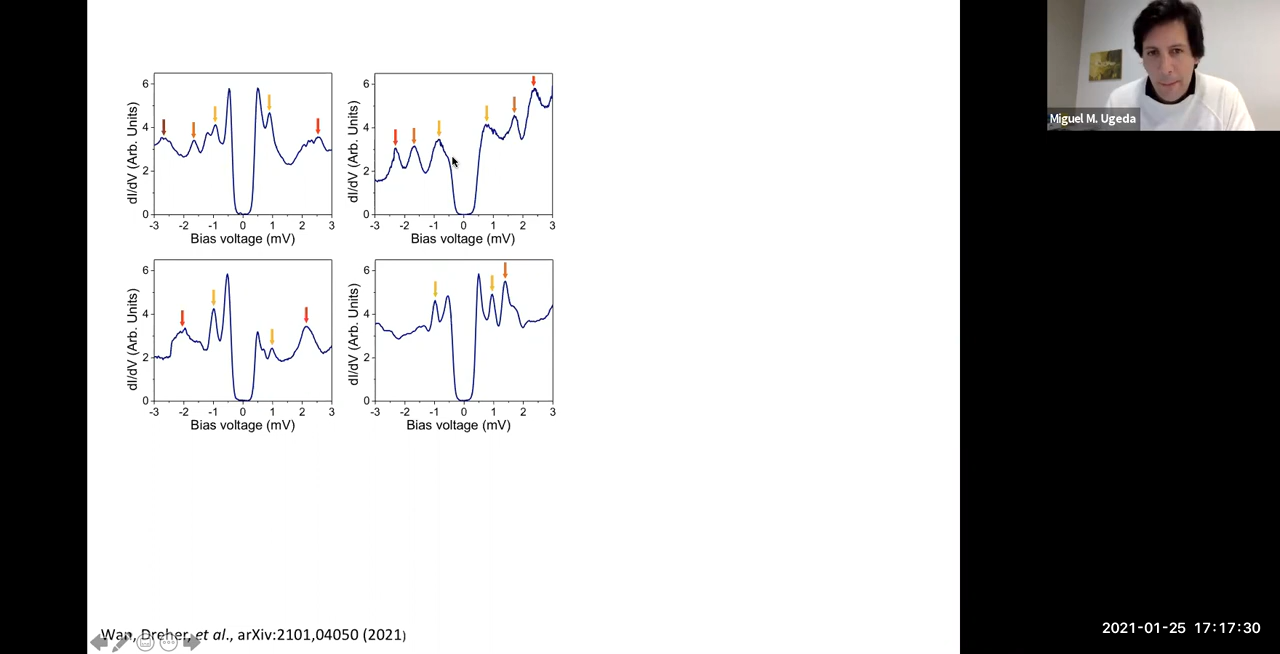 Miguel M. Ugeda
6
4
2
0
dI/dV (Arb. Units)
-3 -2 -1 0 1 2 3
Bias voltage (mV)
6
4
2
0
dI/dV (Arb. Units)
-3 -2 -1 0 1 2 3
Bias voltage (mV)
6
4
2
0
dI/dV (Arb. Units)
-3 -2 -1 0 1 2 3
Bias voltage (mV)
6
4
2
0
dI/dV (Arb. Units)
-3 -2 -1 0 1 2 3
Bias voltage (mV)
Wan, Dreher, et al., arXiv:2101,04050 (2021)
2021-01-25 17:17:30